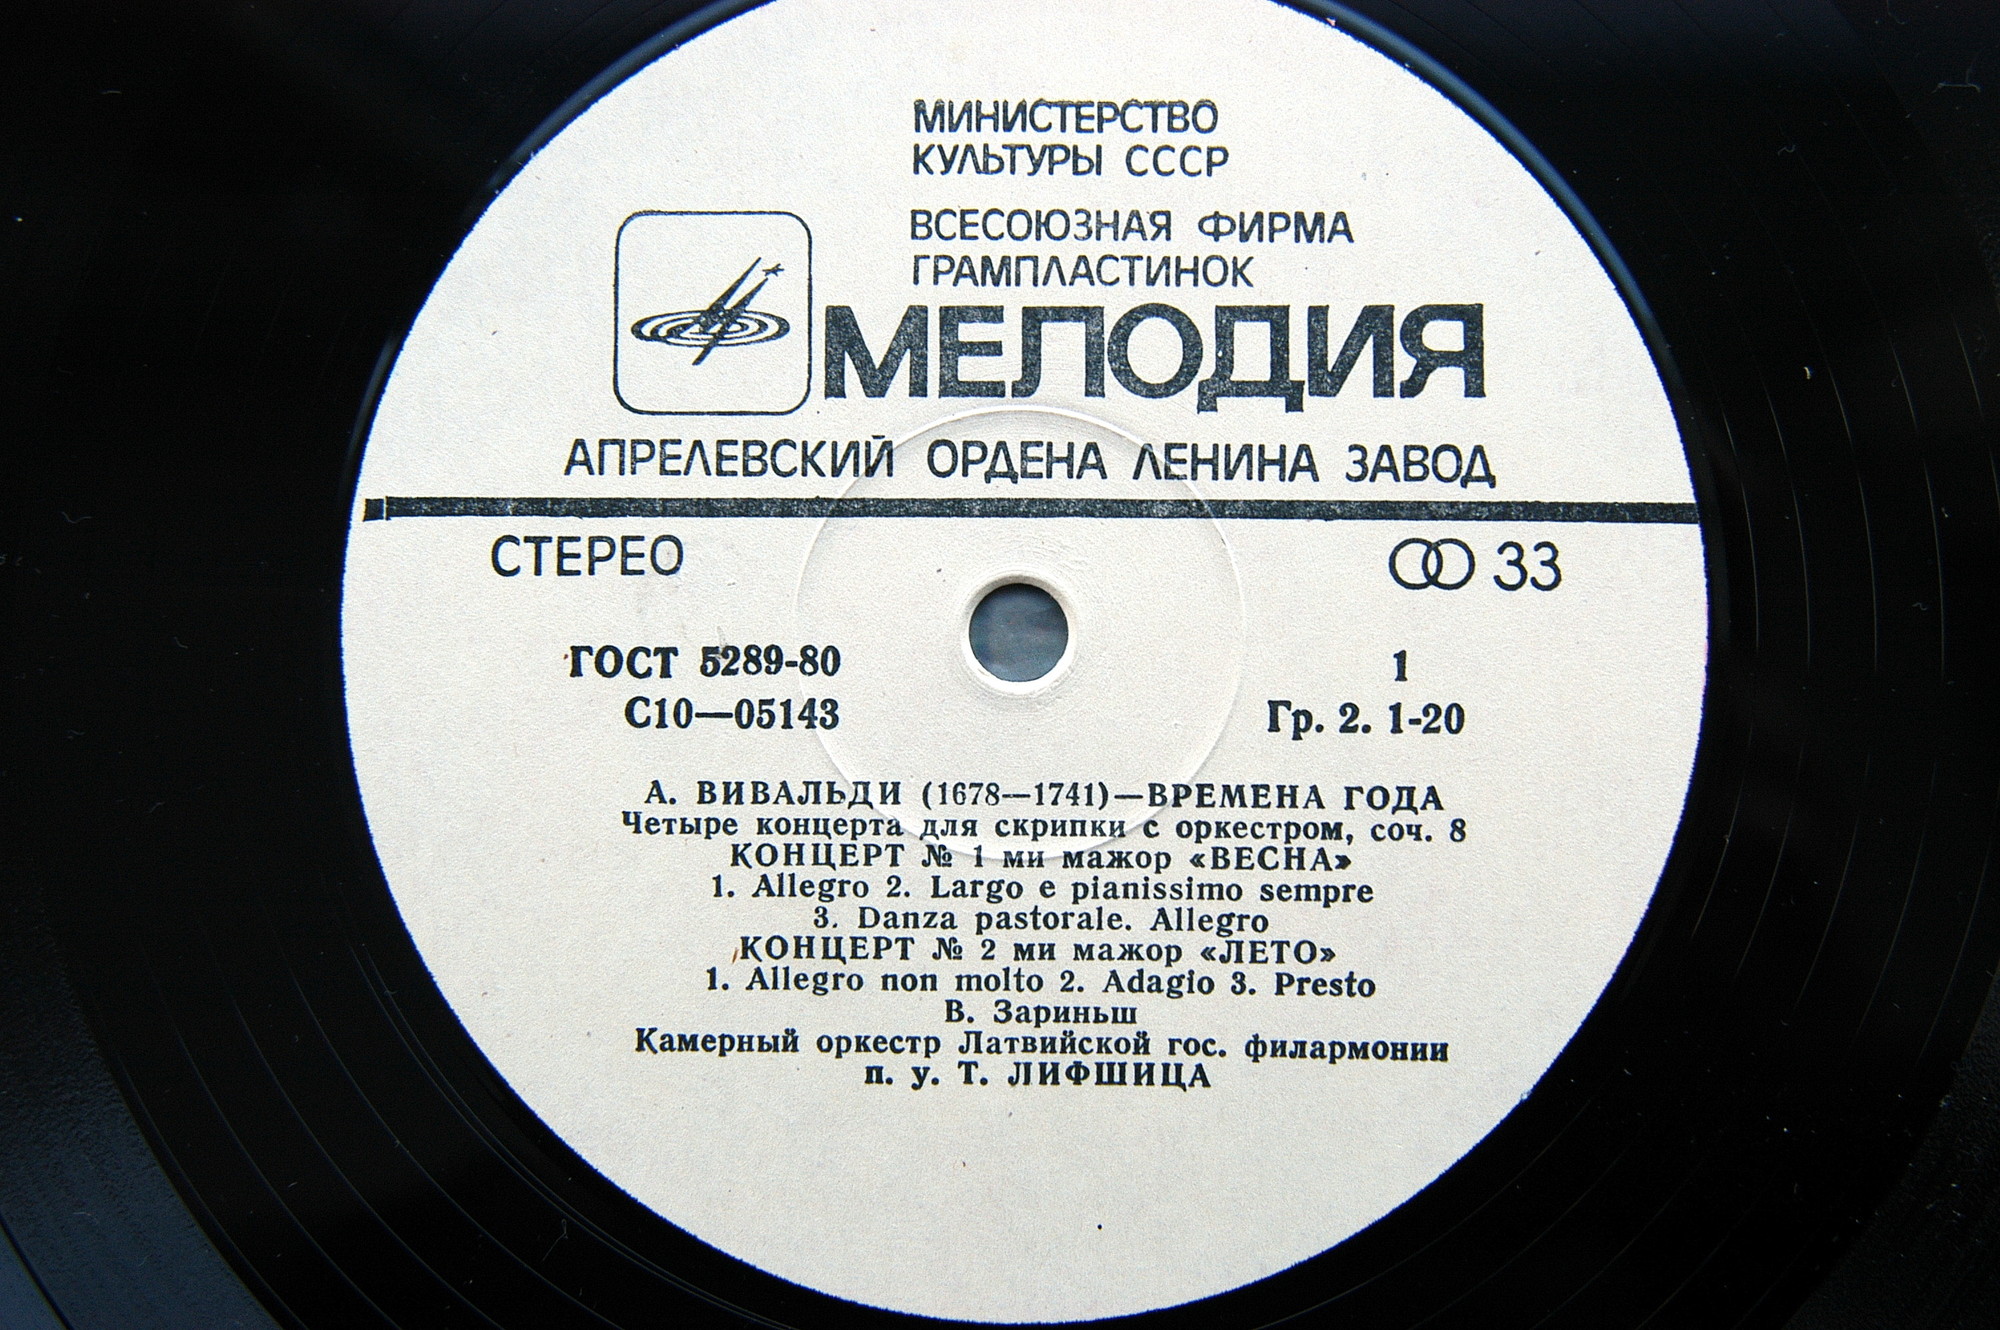 МИНИСТЕРСТВО
КУЛЬТУРЫ СССР
ВСЕСОЮЗНАЯ ФИРМА
ГРАМПЛАСТИНОК
МЕЛОДИЯ
АПРЕЛЕВСКИЙ ОРДЕНА ЛЕНИНА ЗАВОД
СТЕРЕО
33
ГОСТ 5289-80
1
С10—05143
Гр. 2. 1-20
А. ВИВАЛЬДИ (1678—1741)—ВРЕМЕНА ГОДА
Четыре концерта для скрипки с оркестром, соч. 8
КОНЦЕРТ № 1 ми мажор «ВЕСНА»
1. Allegro 2. Largo e pianissimo sempre
3. Danza pastorale. Allegro
КОНЦЕРТ № 2 ми мажор «ЛЕТО»
1. Allegro non molto 2. Adagio 3. Presto
В. Зариньш
Камерный оркестр Латвийской гос. филармонии
п. у. Т. ЛИФШИЦА